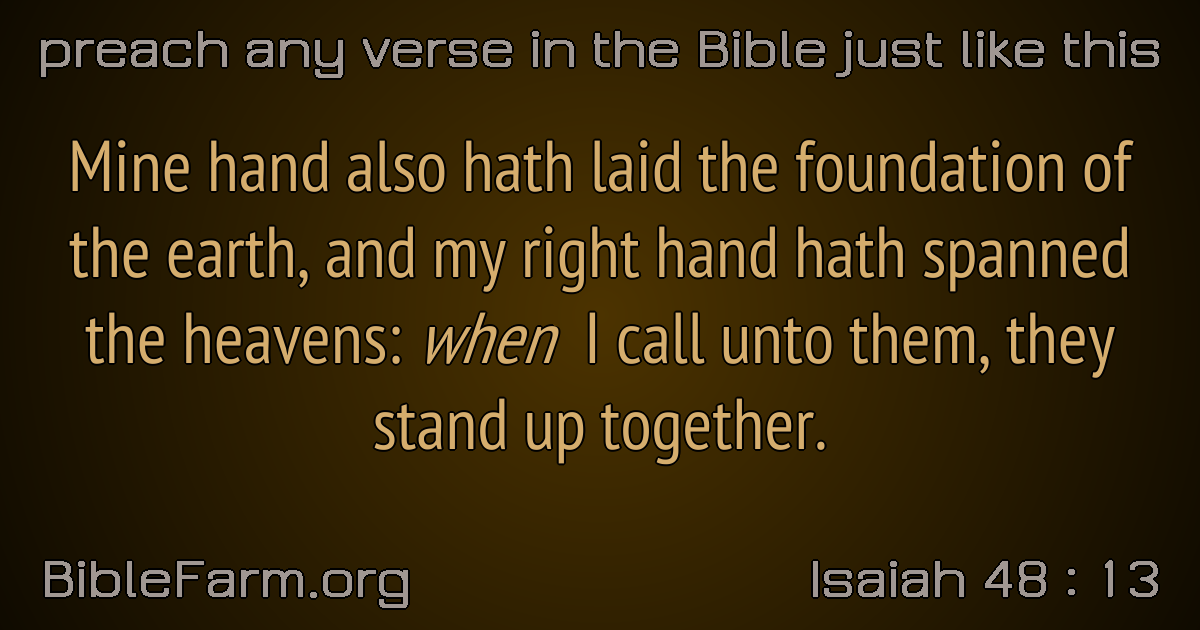 preach any verse in the Bible just like this
Mine hand also hath laid the foundation of
the earth, and my right hand hath spanned
the heavens: when I call unto them, they
stand up together.
BibleFarm.org
Isaiah 48 : 13